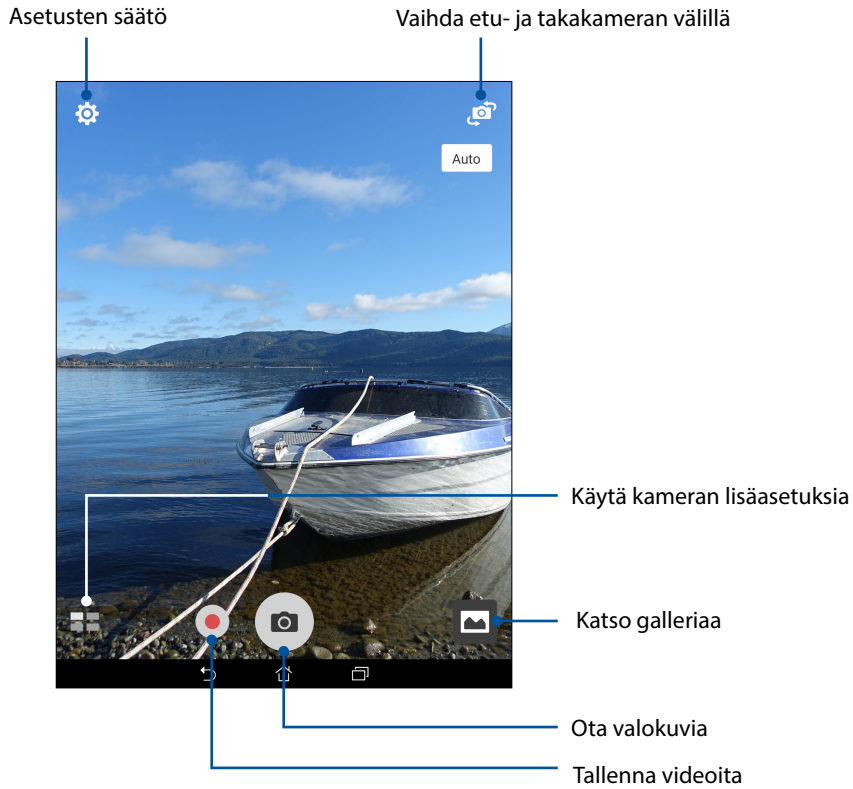 Asetusten säätö
Vaihda etu- ja takakameran välillä
Auto
Käytä kameran lisäasetuksia
Katso galleriaa
Ota valokuvia
Tallenna videoita